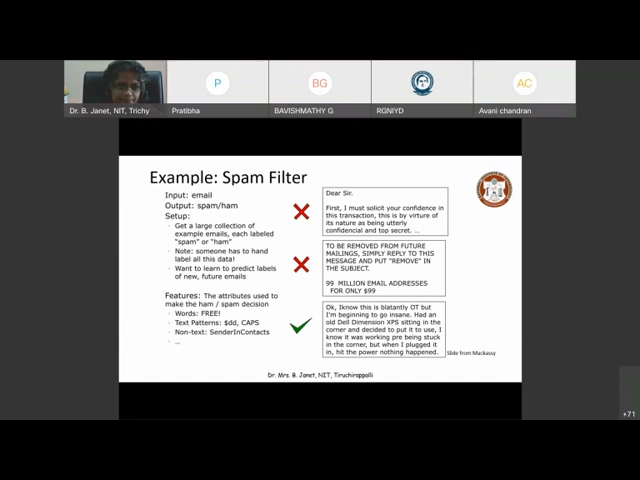 P
BG
AC
Dr. B. Janet, NIT, Trichy
Pratibha
BAVISHMATHY G
RGNIYD
Avani chandran
Example: Spam Filter
Input: email
Output: spam/ham
Setup:
Get a large collection of
example emails, each labeled
"spam" or "ham"
Note: someone has to hand
label all this data!
Want to learn to predict labels
of new, future emails
Features: The attributes used to
make the ham / spam decision
Words: FREE!
Text Patterns: $dd, CAPS
Non-text: SenderInContacts
...
Dear Sir.
First, I must solicit your confidence in
this transaction, this is by virture of
its nature as being utterly
confidencial and top secret. ...
TO BE REMOVED FROM FUTURE
MAILINGS, SIMPLY REPLY TO THIS
MESSAGE AND PUT "REMOVE" IN
THE SUBJECT.
99 MILLION EMAIL ADDRESSES
FOR ONLY $99
Ok, Iknow this is blatantly OT but
I'm beginning to go insane. Had an
old Dell Dimension XPS sitting in the
corner and decided to put it to use, I
know it was working pre being stuck
in the corner, but when I plugged it
in, hit the power nothing happened.
Slide from Mackassy
Dr. Mrs. B. Janet, NIT, Tiruchirappalli
+71